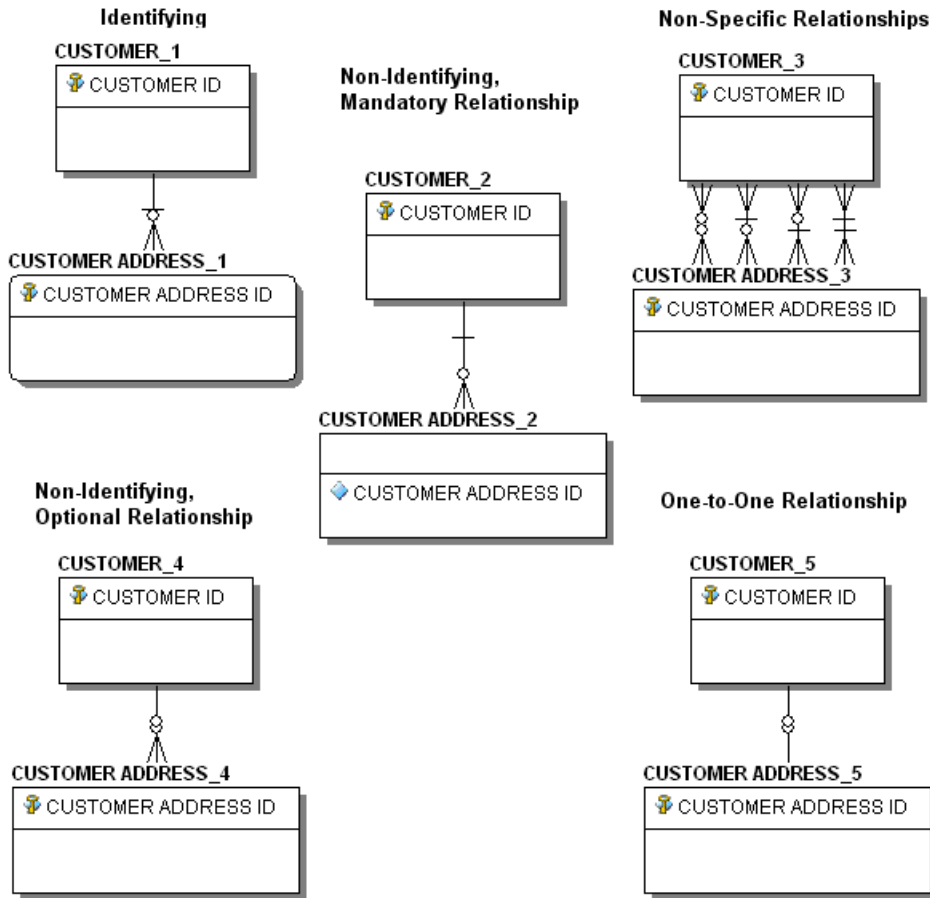 Identifying
CUSTOMER_1
CUSTOMER ID
CUSTOMER ADDRESS_1
CUSTOMER ADDRESS ID
Non-Identifying,
Mandatory Relationship
CUSTOMER_2
CUSTOMER ID
CUSTOMER ADDRESS_2
CUSTOMER ADDRESS ID
Non-Specific Relationships
CUSTOMER_3
CUSTOMER ID
CUSTOMER ADDRESS_3
CUSTOMER ADDRESS ID
Non-Identifying,
Optional Relationship
CUSTOMER_4
CUSTOMER ID
CUSTOMER ADDRESS_4
CUSTOMER ADDRESS ID
One-to-One Relationship
CUSTOMER_5
CUSTOMER ID
CUSTOMER ADDRESS_5
CUSTOMER ADDRESS ID